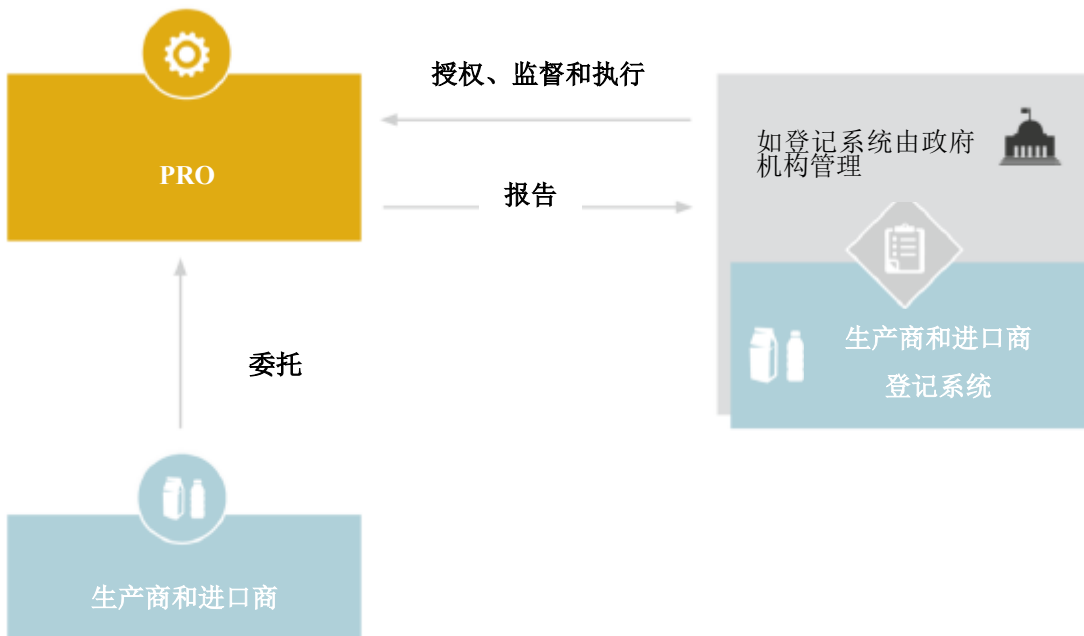 授权、监督和执行
PRO
如登记系统由政府
机构管理
报告
生产商和进口商
登记系统
委托
生产商和进口商